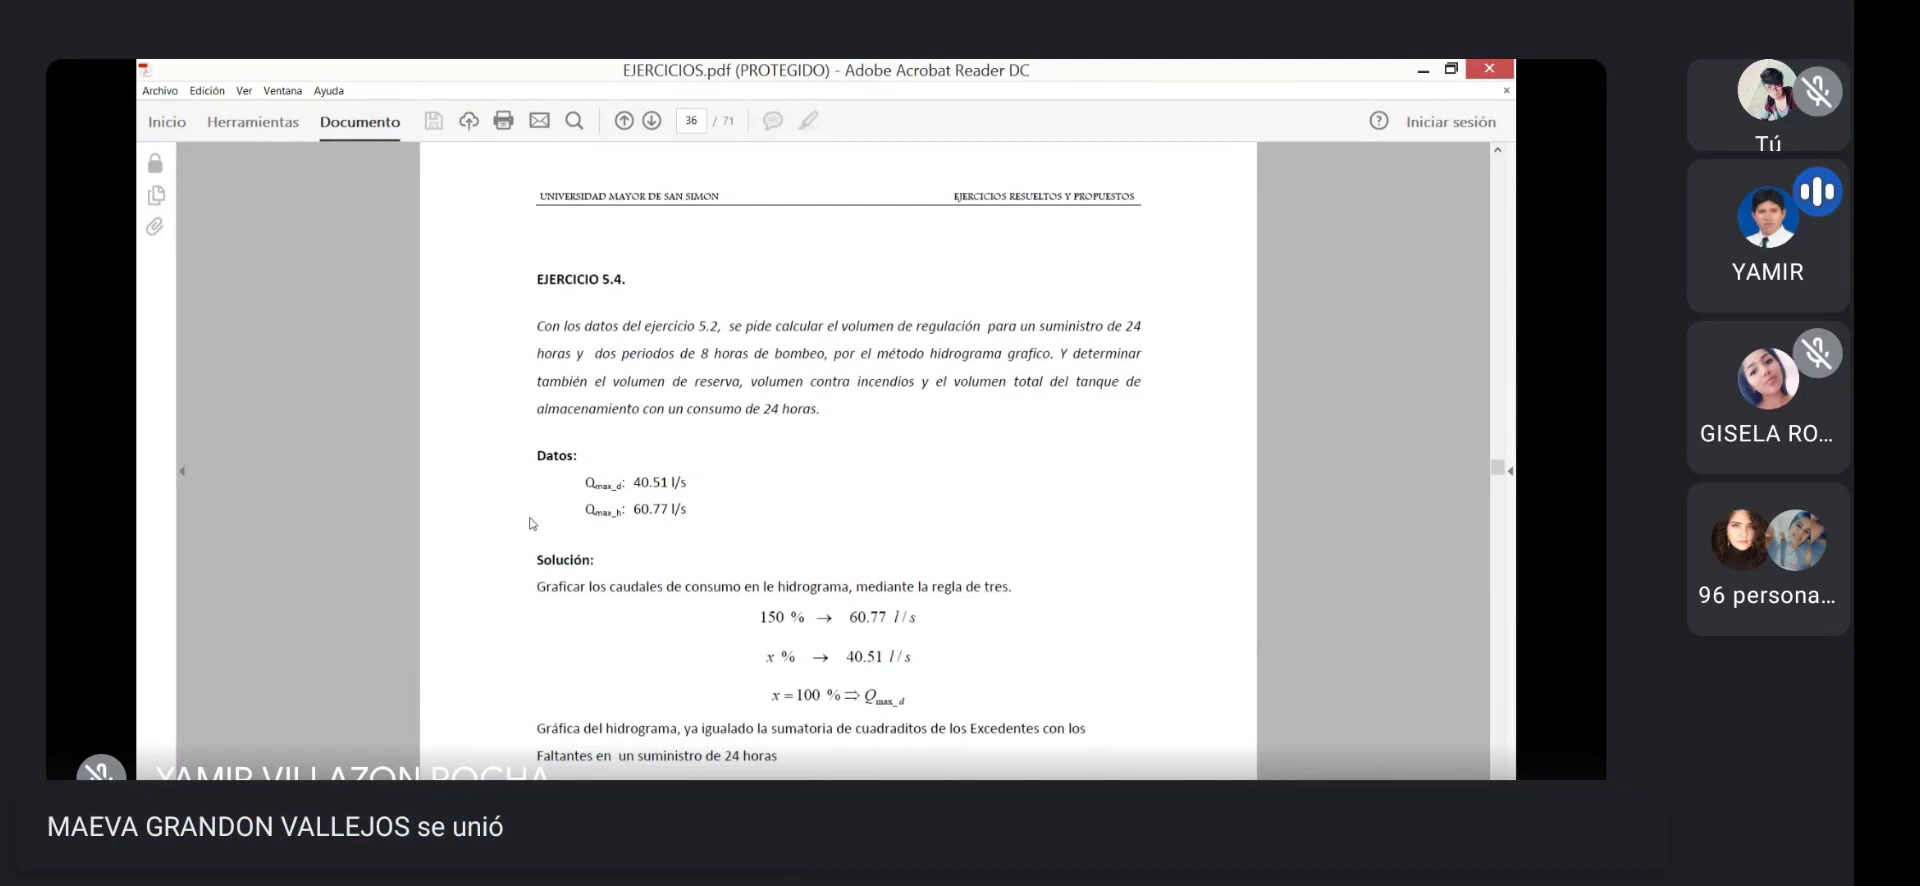 EJERCICIOS.pdf (PROTEGIDO) - Adobe Acrobat Reader DC
Archivo Edición Ver Ventana Ayuda
Inicio Herramientas Documento 36 / 71 Iniciar sesión
UNIVERSIDAD MAYOR DE SAN SIMON EJERCICIOS RESUELTOS Y PROPUESTOS
EJERCICIO 5.4.
Con los datos del ejercicio 5.2, se pide calcular el volumen de regulación para un suministro de 24
horas y dos periodos de 8 horas de bombeo, por el método hidrograma grafico. Y determinar
también el volumen de reserva, volumen contra incendios y el volumen total del tanque de
almacenamiento con un consumo de 24 horas.
Datos:
Qmax_d: 40.51 l/s
Qmax_h: 60.77 l/s
Solución:
Graficar los caudales de consumo en le hidrograma, mediante la regla de tres.
150 % → 60.77 l/s
x % → 40.51 l/s
x = 100 % ⇒ Qmax_d
Gráfica del hidrograma, ya igualado la sumatoria de cuadraditos de los Excedentes con los
Faltantes en un suministro de 24 horas
YAMIR VILLAZON ROCHA
MAEVA GRANDON VALLEJOS se unió
Tú
YAMIR
GISELA RO...
96 persona...